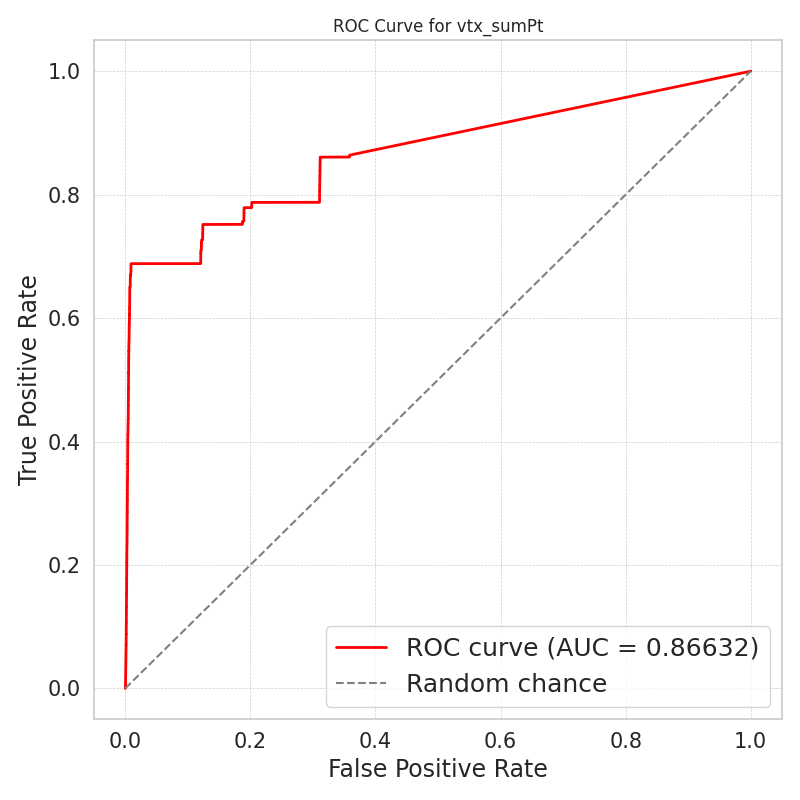 ROC Curve for vtx_sumPt
True Positive Rate
1.0
0.8
0.6
0.4
0.2
0.0
ROC curve (AUC = 0.86632)
Random chance
0.0 0.2 0.4 0.6 0.8 1.0
False Positive Rate